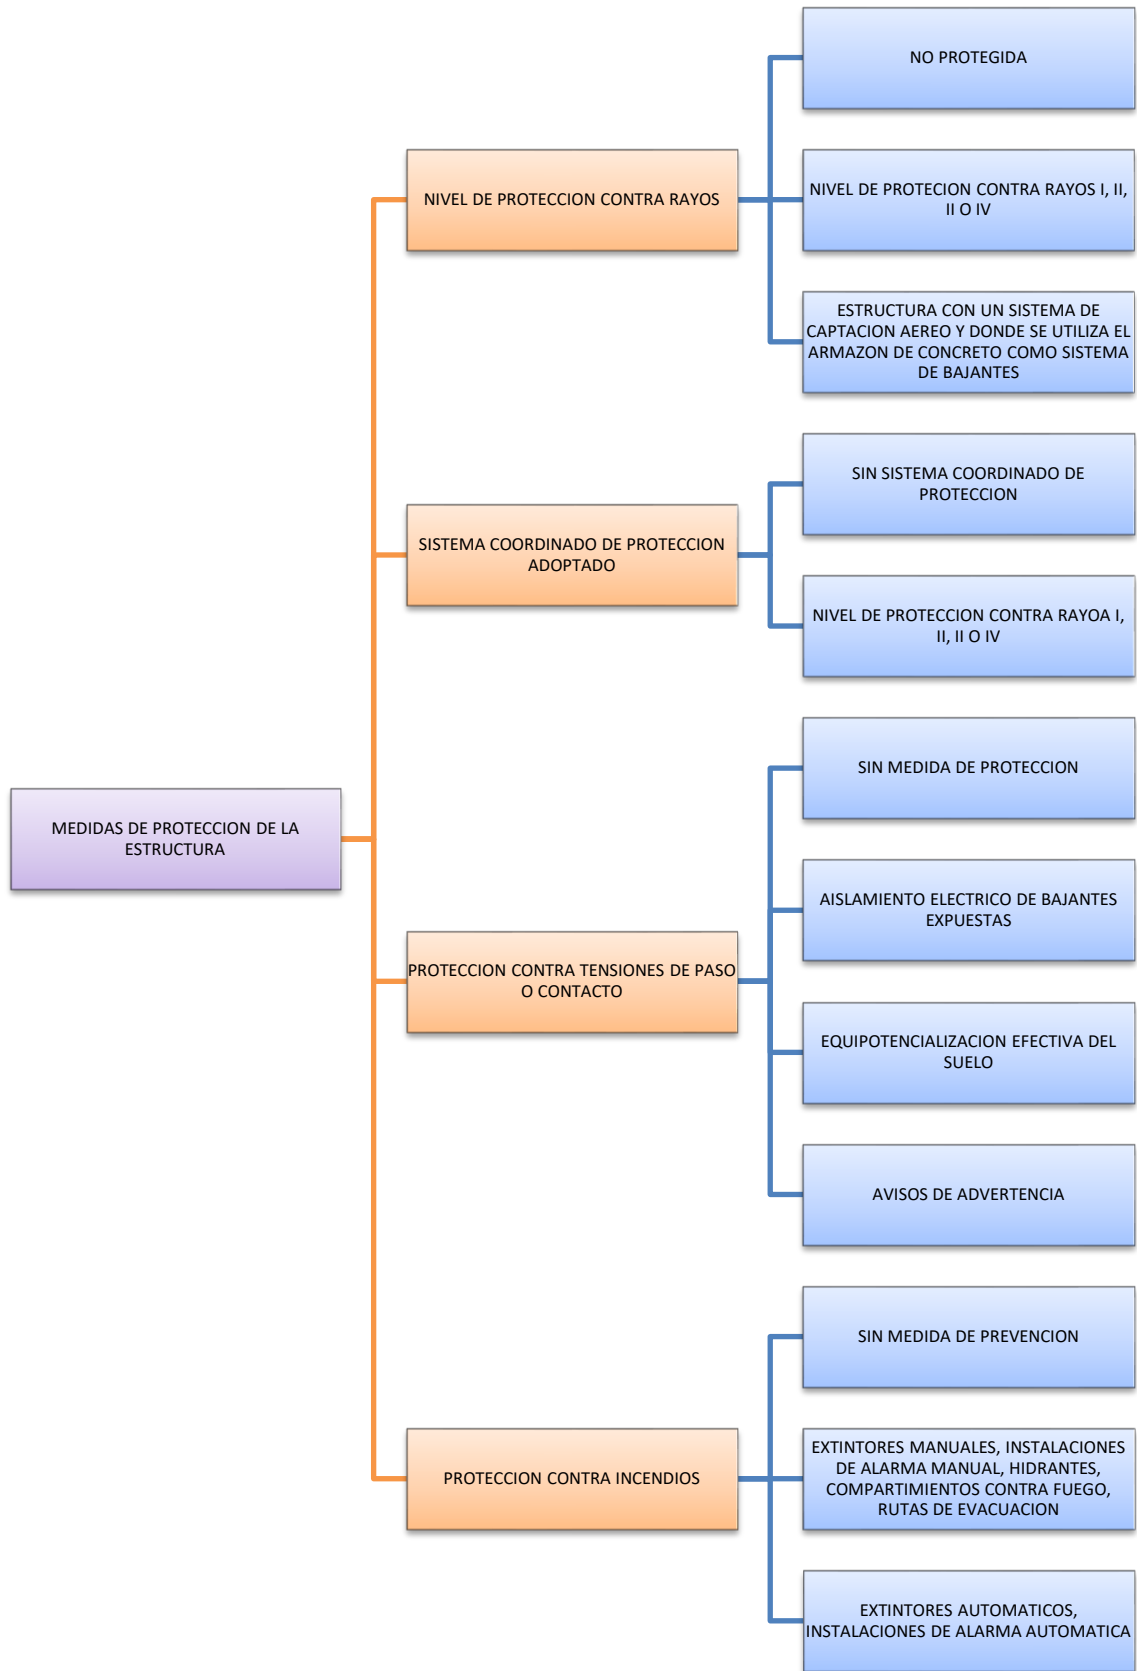 NO PROTEGIDA
NIVEL DE PROTECCION CONTRA RAYOS
NIVEL DE PROTECION CONTRA RAYOS I, II,
II O IV
ESTRUCTURA CON UN SISTEMA DE
CAPTACION AEREO Y DONDE SE UTILIZA EL
ARMAZON DE CONCRETO COMO SISTEMA
DE BAJANTES
SIN SISTEMA COORDINADO DE
PROTECCION
SISTEMA COORDINADO DE PROTECCION
ADOPTADO
NIVEL DE PROTECCION CONTRA RAYOA I,
II, II O IV
SIN MEDIDA DE PROTECCION
MEDIDAS DE PROTECCION DE LA
ESTRUCTURA
AISLAMIENTO ELECTRICO DE BAJANTES
EXPUESTAS
PROTECCION CONTRA TENSIONES DE PASO
O CONTACTO
EQUIPOTENCIALIZACION EFECTIVA DEL
SUELO
AVISOS DE ADVERTENCIA
SIN MEDIDA DE PREVENCION
PROTECCION CONTRA INCENDIOS
EXTINTORES MANUALES, INSTALACIONES
DE ALARMA MANUAL, HIDRANTES,
COMPARTIMIENTOS CONTRA FUEGO,
RUTAS DE EVACUACION
EXTINTORES AUTOMATICOS,
INSTALACIONES DE ALARMA AUTOMATICA